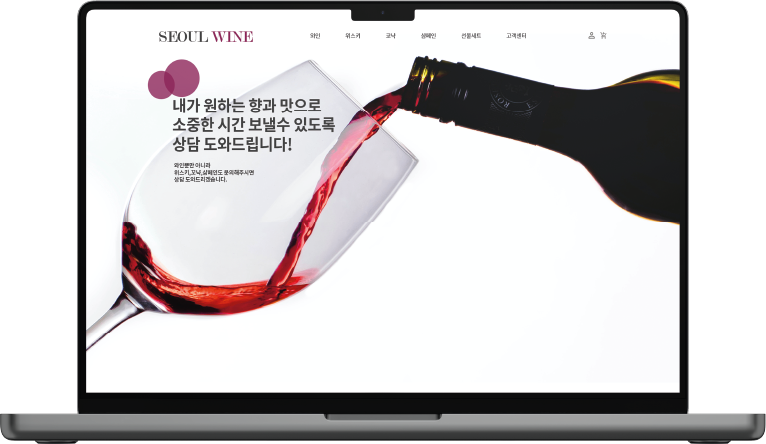 SEOUL WINE
와인 위스키 코냑 샴페인 선물세트 고객센터
내가 원하는 향과 맛으로
소중한 시간 보낼수 있도록
상담 도와드립니다!
와인뿐만 아니라
위스키,꼬냑,샴페인도 문의해주시면
상담 도와드리겠습니다.